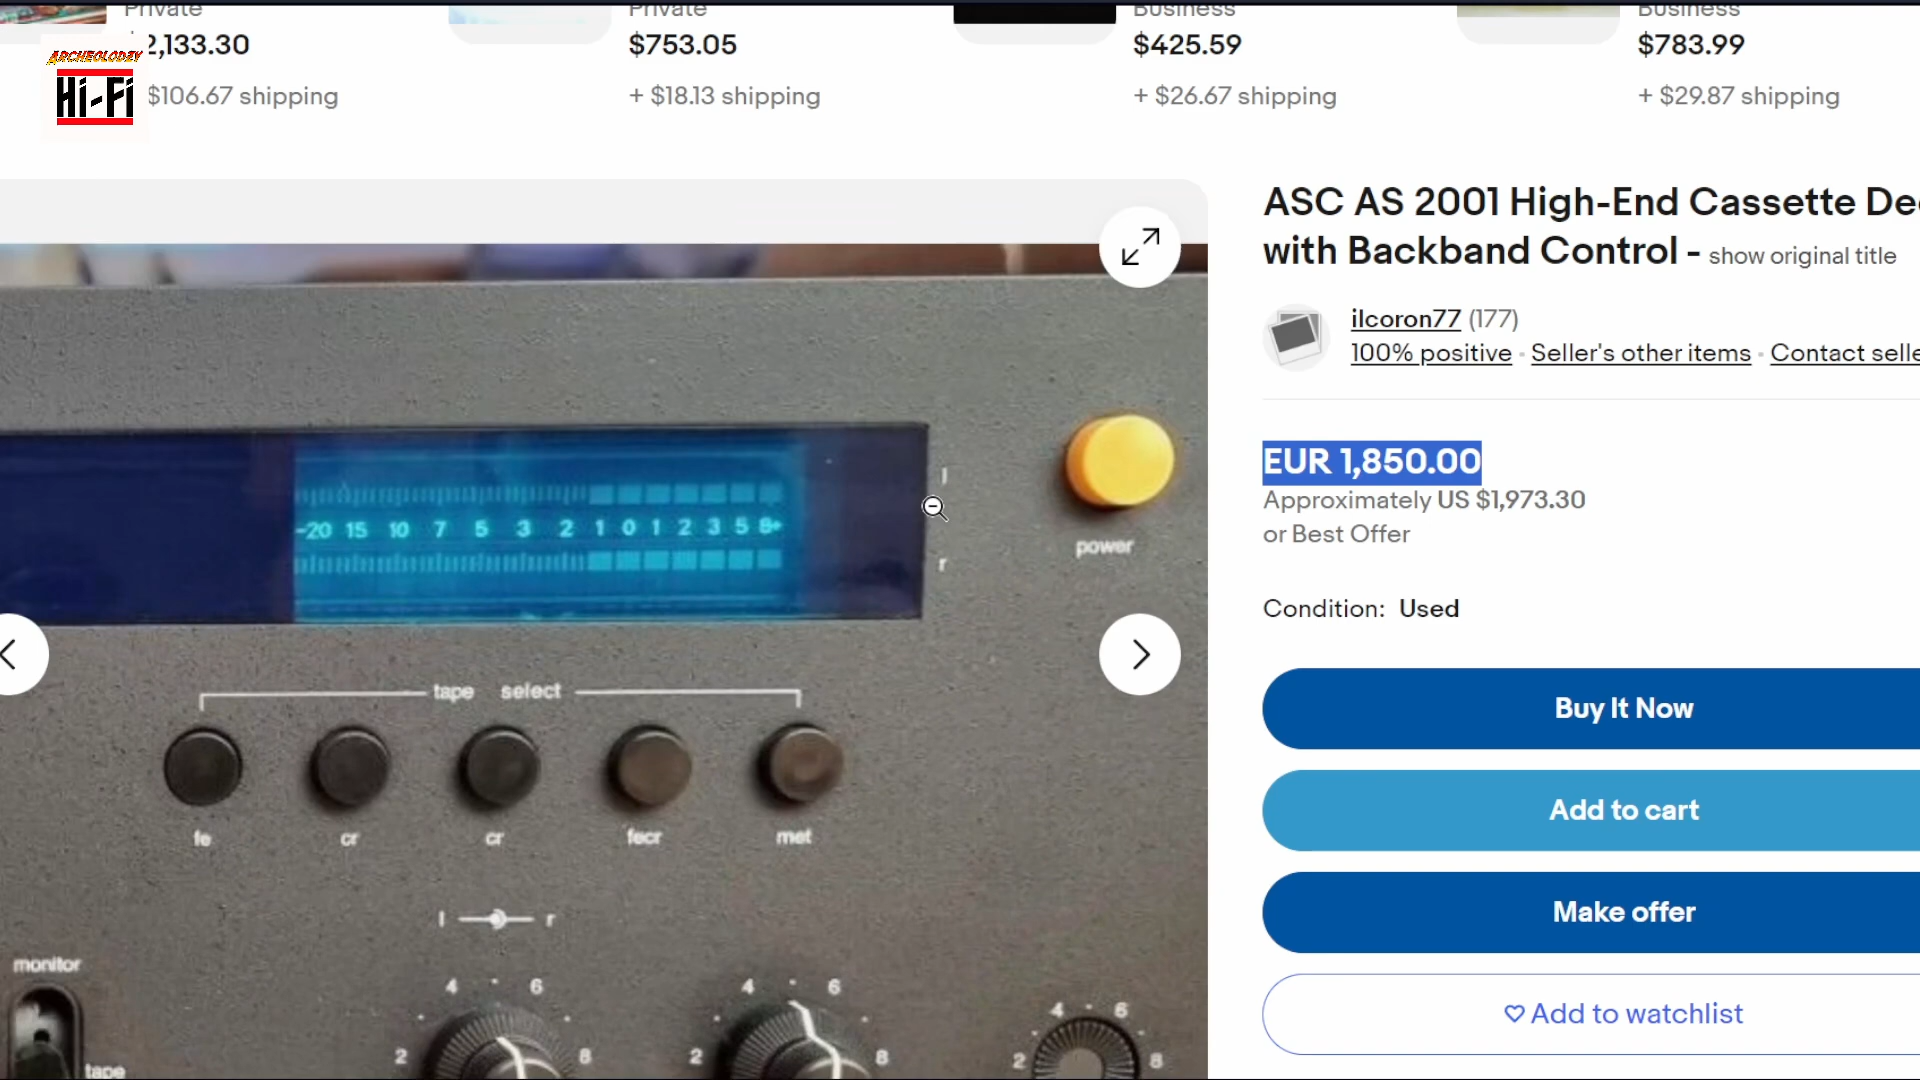 Private
Private
Business
Business
2,133.30
$753.05
$425.59
$783.99
ARCHEOLODZY
Hi-Fi
$106.67 shipping
+ $18.13 shipping
+ $26.67 shipping
+ $29.87 shipping
ASC AS 2001 High-End Cassette De
with Backband Control - show original title
ilcoron77 (177)
100% positive · Seller's other items · Contact selle
EUR 1,850.00
Approximately US $1,973.30
or Best Offer
Condition: Used
Buy It Now
Add to cart
Make offer
Add to watchlist
l
-20 15 10 7 5 3 2 1 0 1 2 3 5 8+
r
power
tape select
fe cr cr fecr met
l r
monitor
tape
4 6
2 8
4 6
2 8
4 6
2 8